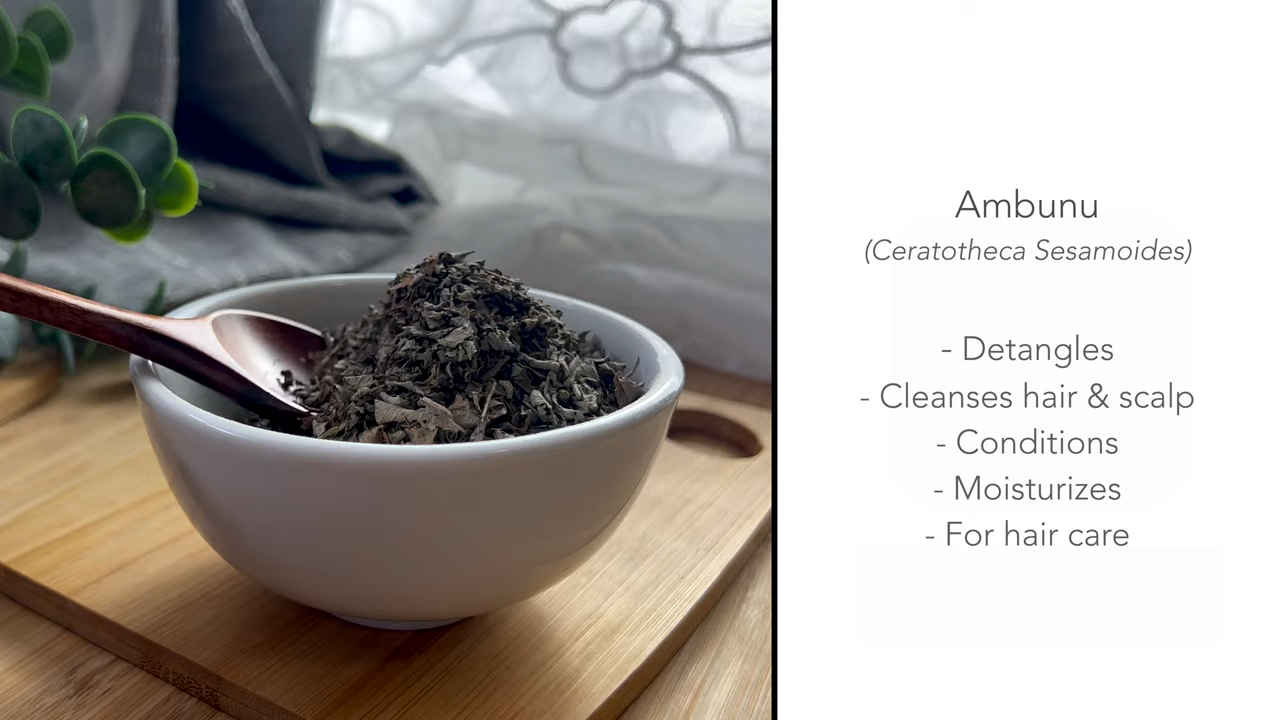 Ambunu
(Ceratotheca Sesamoides)
- Detangles
- Cleanses hair & scalp
- Conditions
- Moisturizes
- For hair care